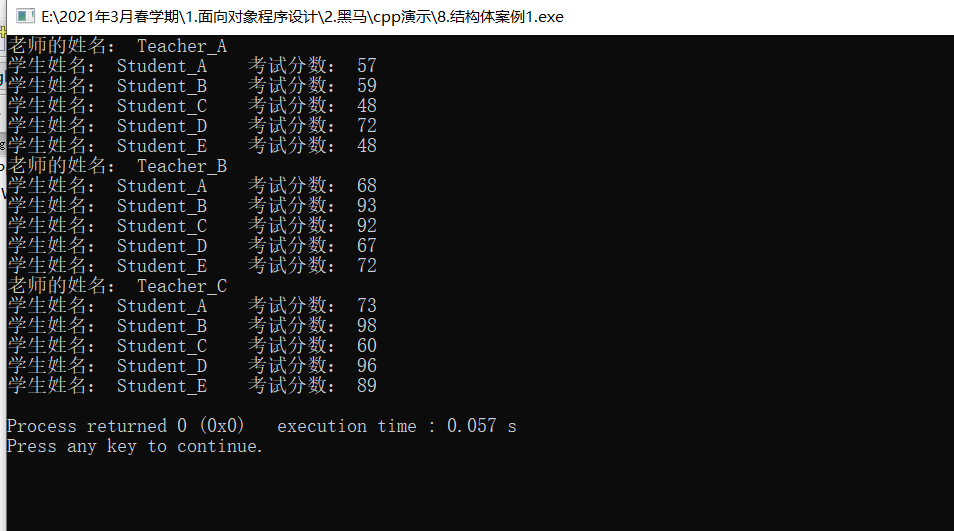 E:\2021年3月春学期\1.面向对象程序设计\2.黑马\cpp演示\8.结构体案例1.exe
老师的姓名： Teacher_A
学生姓名： Student_A 考试分数： 57
学生姓名： Student_B 考试分数： 59
学生姓名： Student_C 考试分数： 48
学生姓名： Student_D 考试分数： 72
学生姓名： Student_E 考试分数： 48
老师的姓名： Teacher_B
学生姓名： Student_A 考试分数： 68
学生姓名： Student_B 考试分数： 93
学生姓名： Student_C 考试分数： 92
学生姓名： Student_D 考试分数： 67
学生姓名： Student_E 考试分数： 72
老师的姓名： Teacher_C
学生姓名： Student_A 考试分数： 73
学生姓名： Student_B 考试分数： 98
学生姓名： Student_C 考试分数： 60
学生姓名： Student_D 考试分数： 96
学生姓名： Student_E 考试分数： 89
Process returned 0 (0x0) execution time : 0.057 s
Press any key to continue.